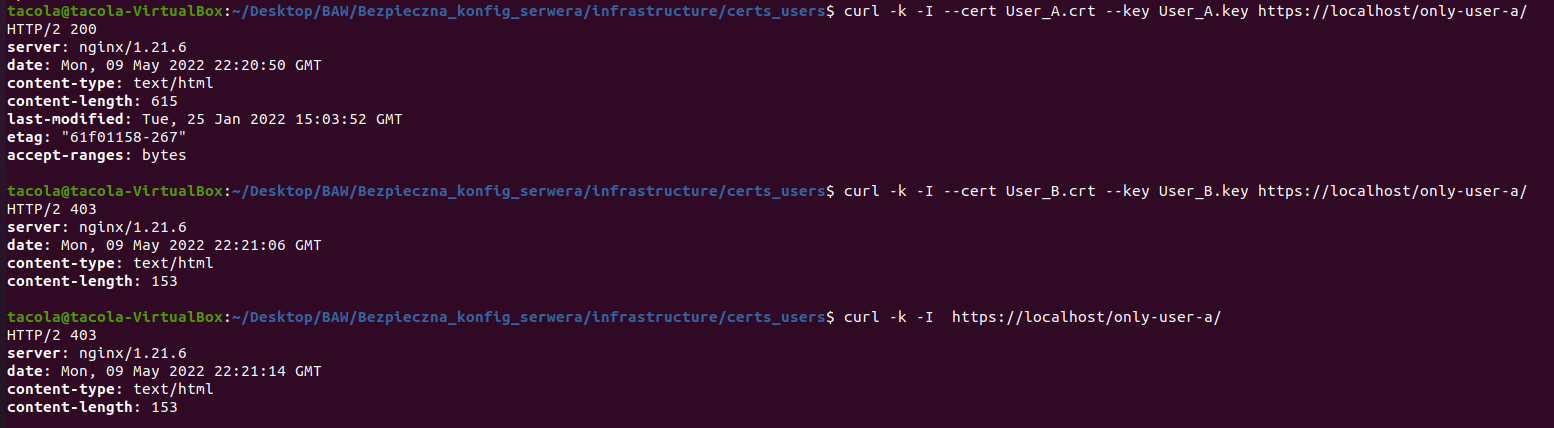 tacola@tacola-VirtualBox:~/Desktop/BAW/Bezpieczna_konfig_serwera/infrastructure/certs_users$ curl -k -I --cert User_A.crt --key User_A.key https://localhost/only-user-a/
HTTP/2 200
server: nginx/1.21.6
date: Mon, 09 May 2022 22:20:50 GMT
content-type: text/html
content-length: 615
last-modified: Tue, 25 Jan 2022 15:03:52 GMT
etag: "61f01158-267"
accept-ranges: bytes
tacola@tacola-VirtualBox:~/Desktop/BAW/Bezpieczna_konfig_serwera/infrastructure/certs_users$ curl -k -I --cert User_B.crt --key User_B.key https://localhost/only-user-a/
HTTP/2 403
server: nginx/1.21.6
date: Mon, 09 May 2022 22:21:06 GMT
content-type: text/html
content-length: 153
tacola@tacola-VirtualBox:~/Desktop/BAW/Bezpieczna_konfig_serwera/infrastructure/certs_users$ curl -k -I  https://localhost/only-user-a/
HTTP/2 403
server: nginx/1.21.6
date: Mon, 09 May 2022 22:21:14 GMT
content-type: text/html
content-length: 153